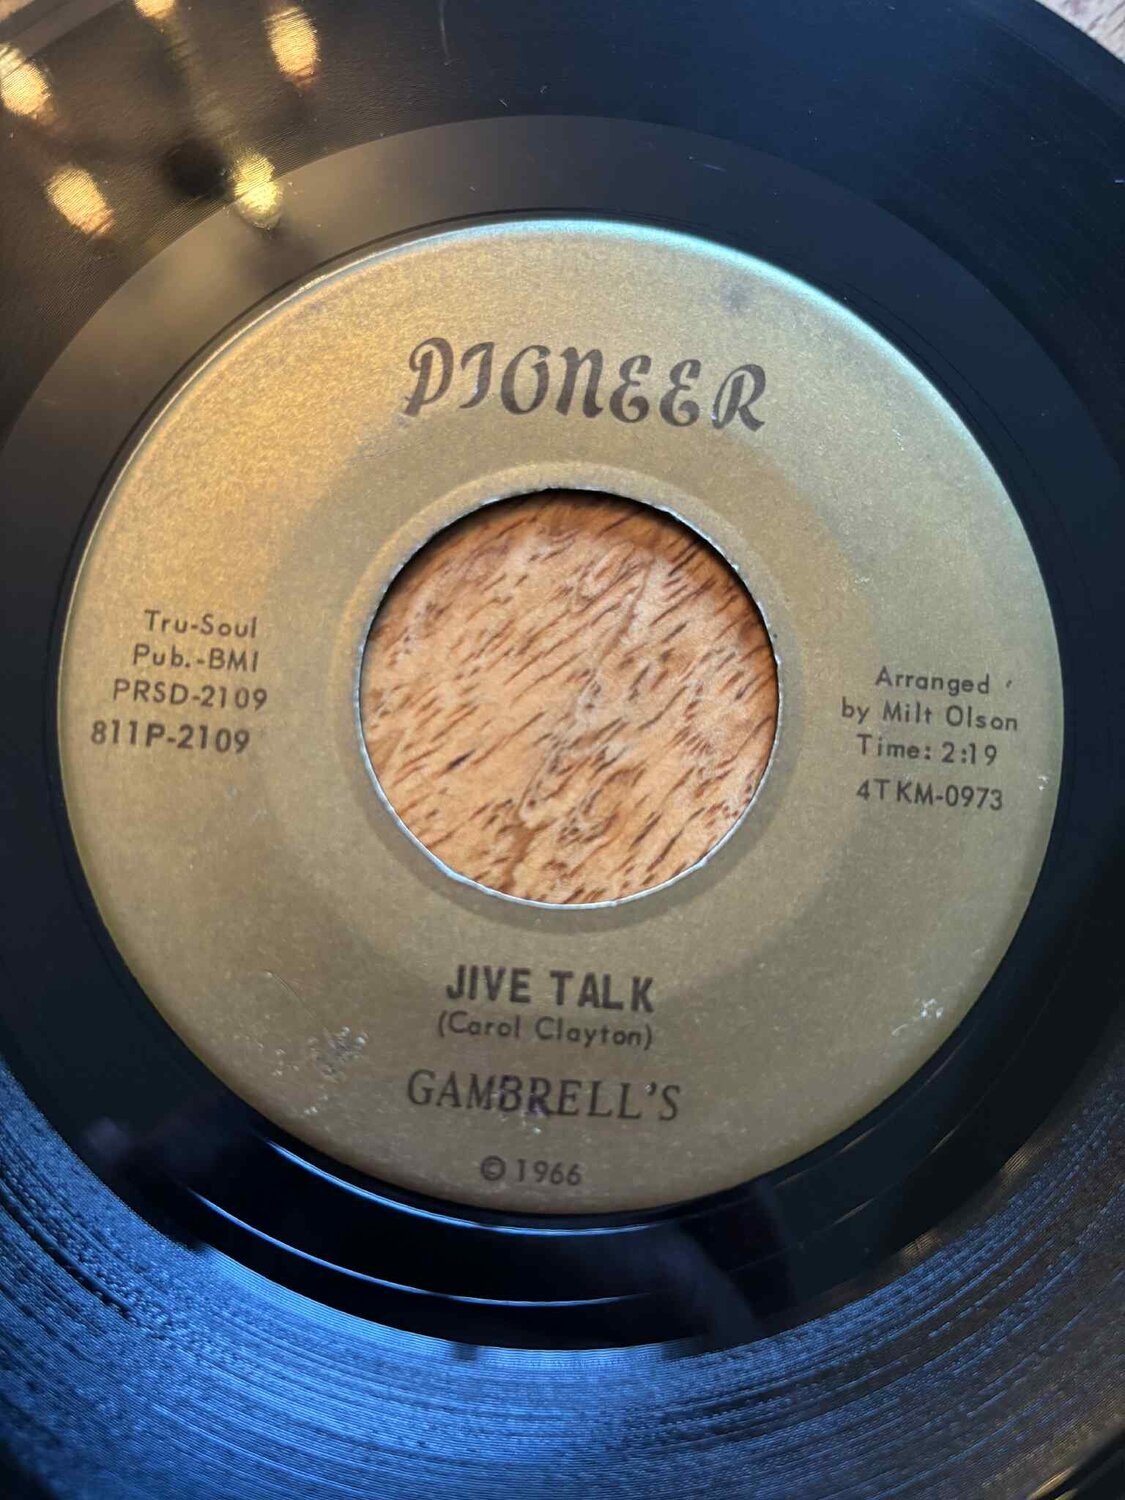 PIONEER
Tru-Soul
Pub.-BMI
PRSD-2109
811P-2109
Arranged
by Milt Olson
Time: 2:19
4TKM-0973
JIVE TALK
(Carol Clayton)
GAMBRELL'S
© 1966